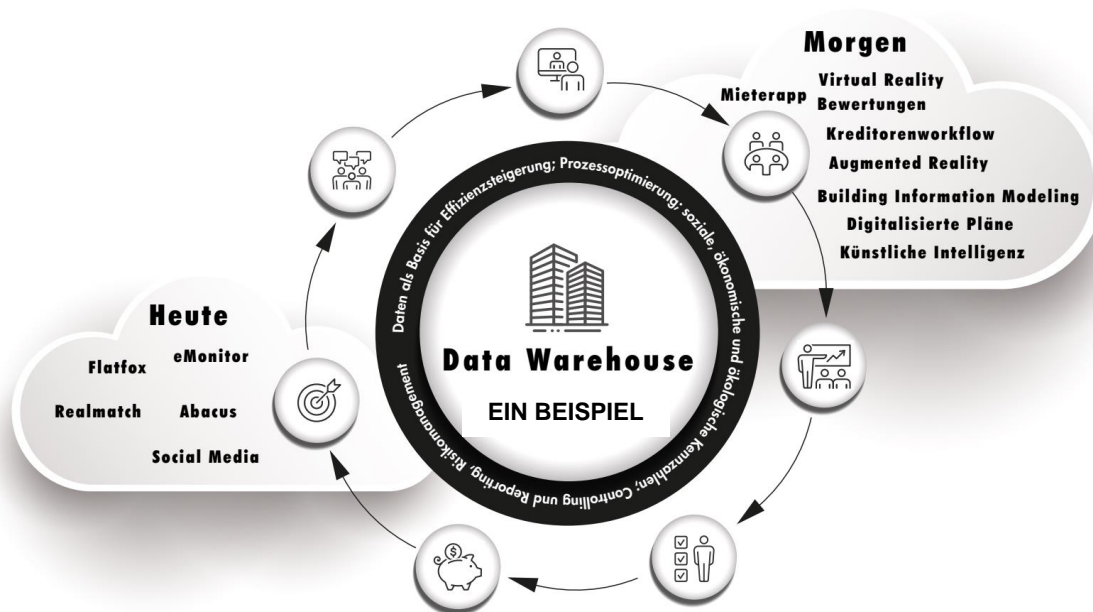 Morgen
Virtual Reality
Mieterapp
Bewertungen
Kreditorenworkflow
Augmented Reality
Building Information Modeling
Digitalisierte Pläne
Künstliche Intelligenz
Daten als Basis für Effizienzsteigerung; Prozessoptimierung; soziale, ökonomische und ökologische Kennzahlen; Controlling und Reporting, Risikomanagement
Data Warehouse
EIN BEISPIEL
Heute
Flatfox
eMonitor
Realmatch
Abacus
Social Media
$